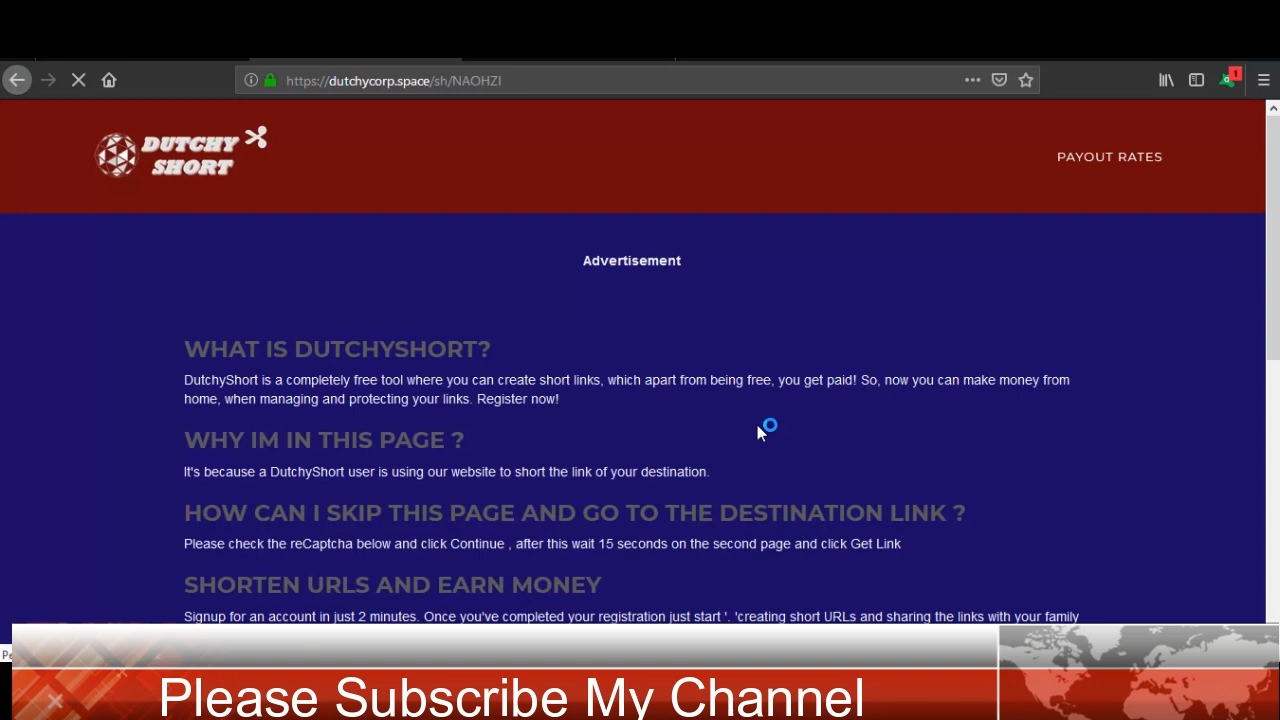 https://dutchycorp.space/sh/NAOHZI
1
DUTCHY
SHORT
PAYOUT RATES
Advertisement
WHAT IS DUTCHYSHORT?
DutchyShort is a completely free tool where you can create short links, which apart from being free, you get paid! So, now you can make money from
home, when managing and protecting your links. Register now!
WHY IM IN THIS PAGE ?
It's because a DutchyShort user is using our website to short the link of your destination.
HOW CAN I SKIP THIS PAGE AND GO TO THE DESTINATION LINK ?
Please check the reCaptcha below and click Continue , after this wait 15 seconds on the second page and click Get Link
SHORTEN URLS AND EARN MONEY
Signup for an account in just 2 minutes. Once you've completed your registration just start '. 'creating short URLs and sharing the links with your family
Please Subscribe My Channel